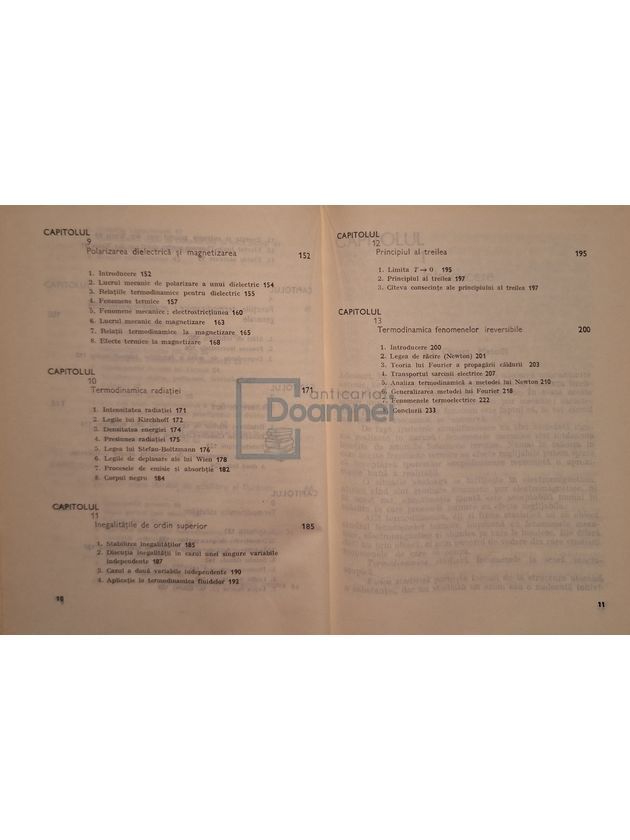 CAPITOLUL
9
Polarizarea dielectrică și magnetizarea 152
1. Introducere 152
2. Lucrul mecanic de polarizare a unui dielectric 154
3. Relațiile termodinamice pentru dielectric 155
4. Fenomene termice 157
5. Fenomene mecanice; electrostricțiunea 160
6. Lucrul mecanic de magnetizare 163
7. Relații termodinamice la magnetizare 165
8. Efecte termice la magnetizare 168
CAPITOLUL
10
Termodinamica radiației 171
1. Intensitatea radiației 171
2. Legile lui Kirchhoff 172
3. Densitatea energiei 174
4. Presiunea radiației 175
5. Legea lui Stefan-Boltzmann 176
6. Legile de deplasare ale lui Wien 178
7. Procesele de emisie și absorbție 182
8. Corpul negru 184
CAPITOLUL
11
Inegalitățile de ordin superior 185
1. Stabilirea inegalităților 185
2. Discuția inegalității în cazul unei singure variabile
independente 187
3. Cazul a două variabile independente 190
4. Aplicație la termodinamica fluidelor 192
10
CAPITOLUL
12
Principiul al treilea 195
1. Limita T → 0 195
2. Principiul al treilea 197
3. Cîteva consecințe ale principiului al treilea 197
CAPITOLUL
13
Termodinamica fenomenelor ireversibile 200
1. Introducere 200
2. Legea de răcire (Newton) 201
3. Teoria lui Fourier a propagării căldurii 203
4. Transportul sarcinii electrice 207
5. Analiza termodinamică a metodei lui Newton 210
6. Generalizarea metodei lui Fourier 218
7. Fenomenele termoelectrice 222
8. Concluzii 233
11
anticariat
Doamnei